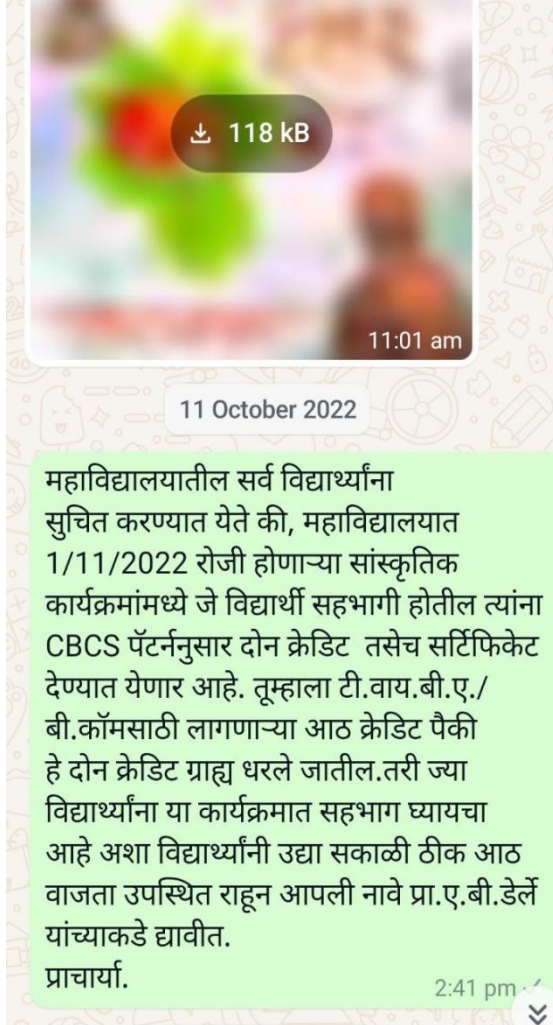 118 kB
11:01 am
11 October 2022
महाविद्यालयातील सर्व विद्यार्थ्यांना
सुचित करण्यात येते की, महाविद्यालयात
1/11/2022 रोजी होणाऱ्या सांस्कृतिक
कार्यक्रमांमध्ये जे विद्यार्थी सहभागी होतील त्यांना
CBCS पॅटर्ननुसार दोन क्रेडिट तसेच सर्टिफिकेट
देण्यात येणार आहे. तूम्हाला टी.वाय.बी.ए./
बी.कॉमसाठी लागणाऱ्या आठ क्रेडिट पैकी
हे दोन क्रेडिट ग्राह्य धरले जातील.तरी ज्या
विद्यार्थ्यांना या कार्यक्रमात सहभाग घ्यायचा
आहे अशा विद्यार्थ्यांनी उद्या सकाळी ठीक आठ
वाजता उपस्थित राहून आपली नावे प्रा.ए.बी.डेर्ले
यांच्याकडे द्यावीत.
प्राचार्या.
2:41 pm